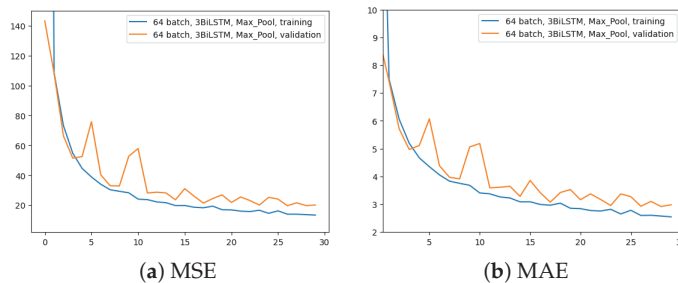 64 batch, 3BiLSTM, Max_Pool, training
64 batch, 3BiLSTM, Max_Pool, validation
140
120
100
80
60
40
20
0 5 10 15 20 25 30
(a) MSE
64 batch, 3BiLSTM, Max_Pool, training
64 batch, 3BiLSTM, Max_Pool, validation
10
9
8
7
6
5
4
3
2
5 10 15 20 25
(b) MAE